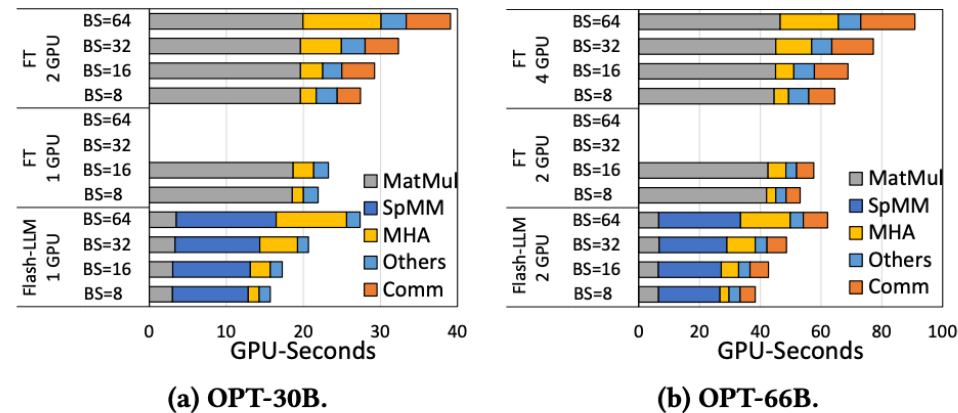 FT
2 GPU
BS=64
BS=32
BS=16
BS=8
FT
1 GPU
BS=64
BS=32
BS=16
BS=8
Flash-LLM
1 GPU
BS=64
BS=32
BS=16
BS=8
MatMul
SpMM
MHA
Others
Comm
0 10 20 30 40
GPU-Seconds
(a) OPT-30B.
FT
4 GPU
BS=64
BS=32
BS=16
BS=8
FT
2 GPU
BS=64
BS=32
BS=16
BS=8
Flash-LLM
2 GPU
BS=64
BS=32
BS=16
BS=8
MatMul
SpMM
MHA
Others
Comm
0 20 40 60 80 100
GPU-Seconds
(b) OPT-66B.